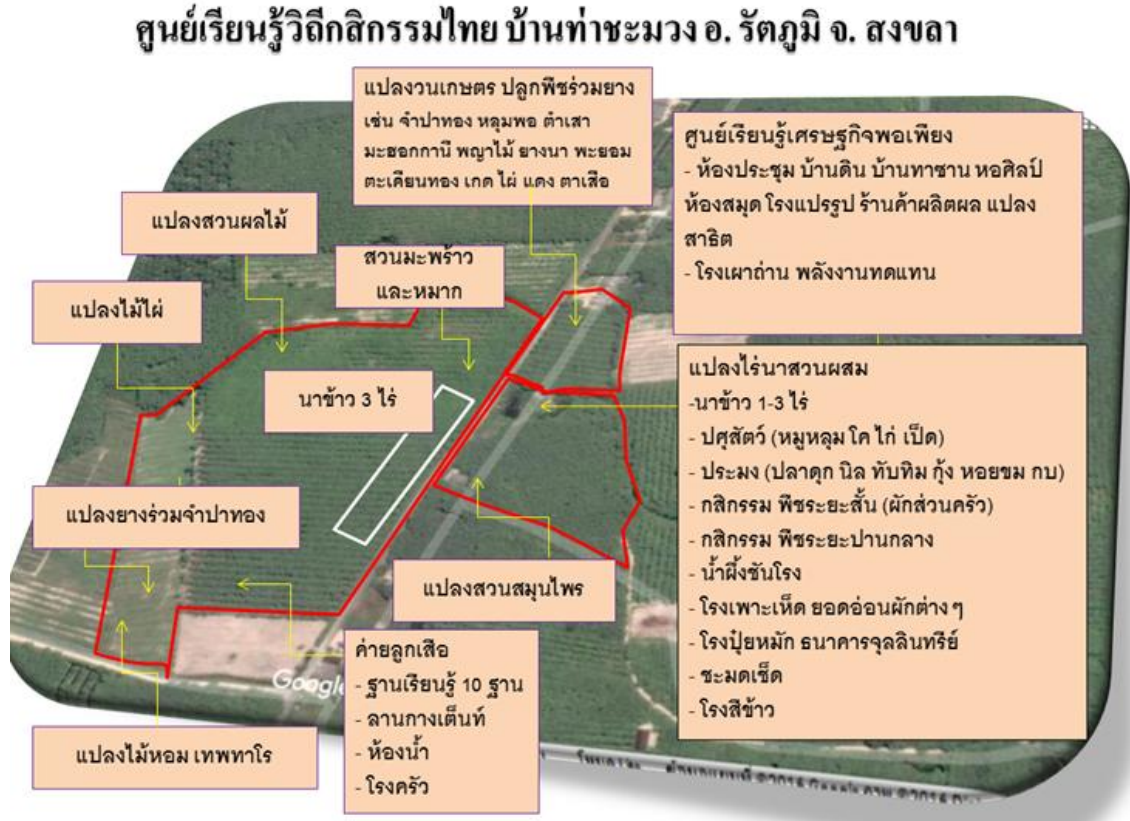 ศูนย์เรียนรู้วิถีกสิกรรมไทย บ้านท่าชะมวง อ. รัตภูมิ จ. สงขลา
แปลงวนเกษตร ปลูกพืชร่วมยาง
เช่น จำปาทอง หลุมพอ ตำเสา
มะฮอกกานี พญาไม้ ยางนา พะยอม
ตะเคียนทอง เกด ไผ่ แดง ตาเสือ
ศูนย์เรียนรู้เศรษฐกิจพอเพียง
- ห้องประชุม บ้านดิน บ้านทาซาน หอศิลป์
ห้องสมุด โรงแปรรูป ร้านค้าผลิตผล แปลง
สาธิต
- โรงเผาถ่าน พลังงานทดแทน
แปลงสวนผลไม้
สวนมะพร้าว
และหมาก
แปลงไม้ไผ่
นาข้าว 3 ไร่
แปลงไร่นาสวนผสม
-นาข้าว 1-3 ไร่
- ปศุสัตว์ (หมูหลุม โค ไก่ เป็ด)
- ประมง (ปลาดุก นิล ทับทิม กุ้ง หอยขม กบ)
- กสิกรรม พืชระยะสั้น (ผักส่วนครัว)
- กสิกรรม พืชระยะปานกลาง
- น้ำผึ้งชันโรง
- โรงเพาะเห็ด ยอดอ่อนผักต่าง ๆ
- โรงปุ๋ยหมัก ธนาคารจุลลินทรีย์
- ชะมดเช็ด
- โรงสีข้าว
แปลงยางร่วมจำปาทอง
แปลงสวนสมุนไพร
ค่ายลูกเสือ
- ฐานเรียนรู้ 10 ฐาน
- ลานกางเต็นท์
- ห้องน้ำ
- โรงครัว
แปลงไม้หอม เทพทาโร
Google